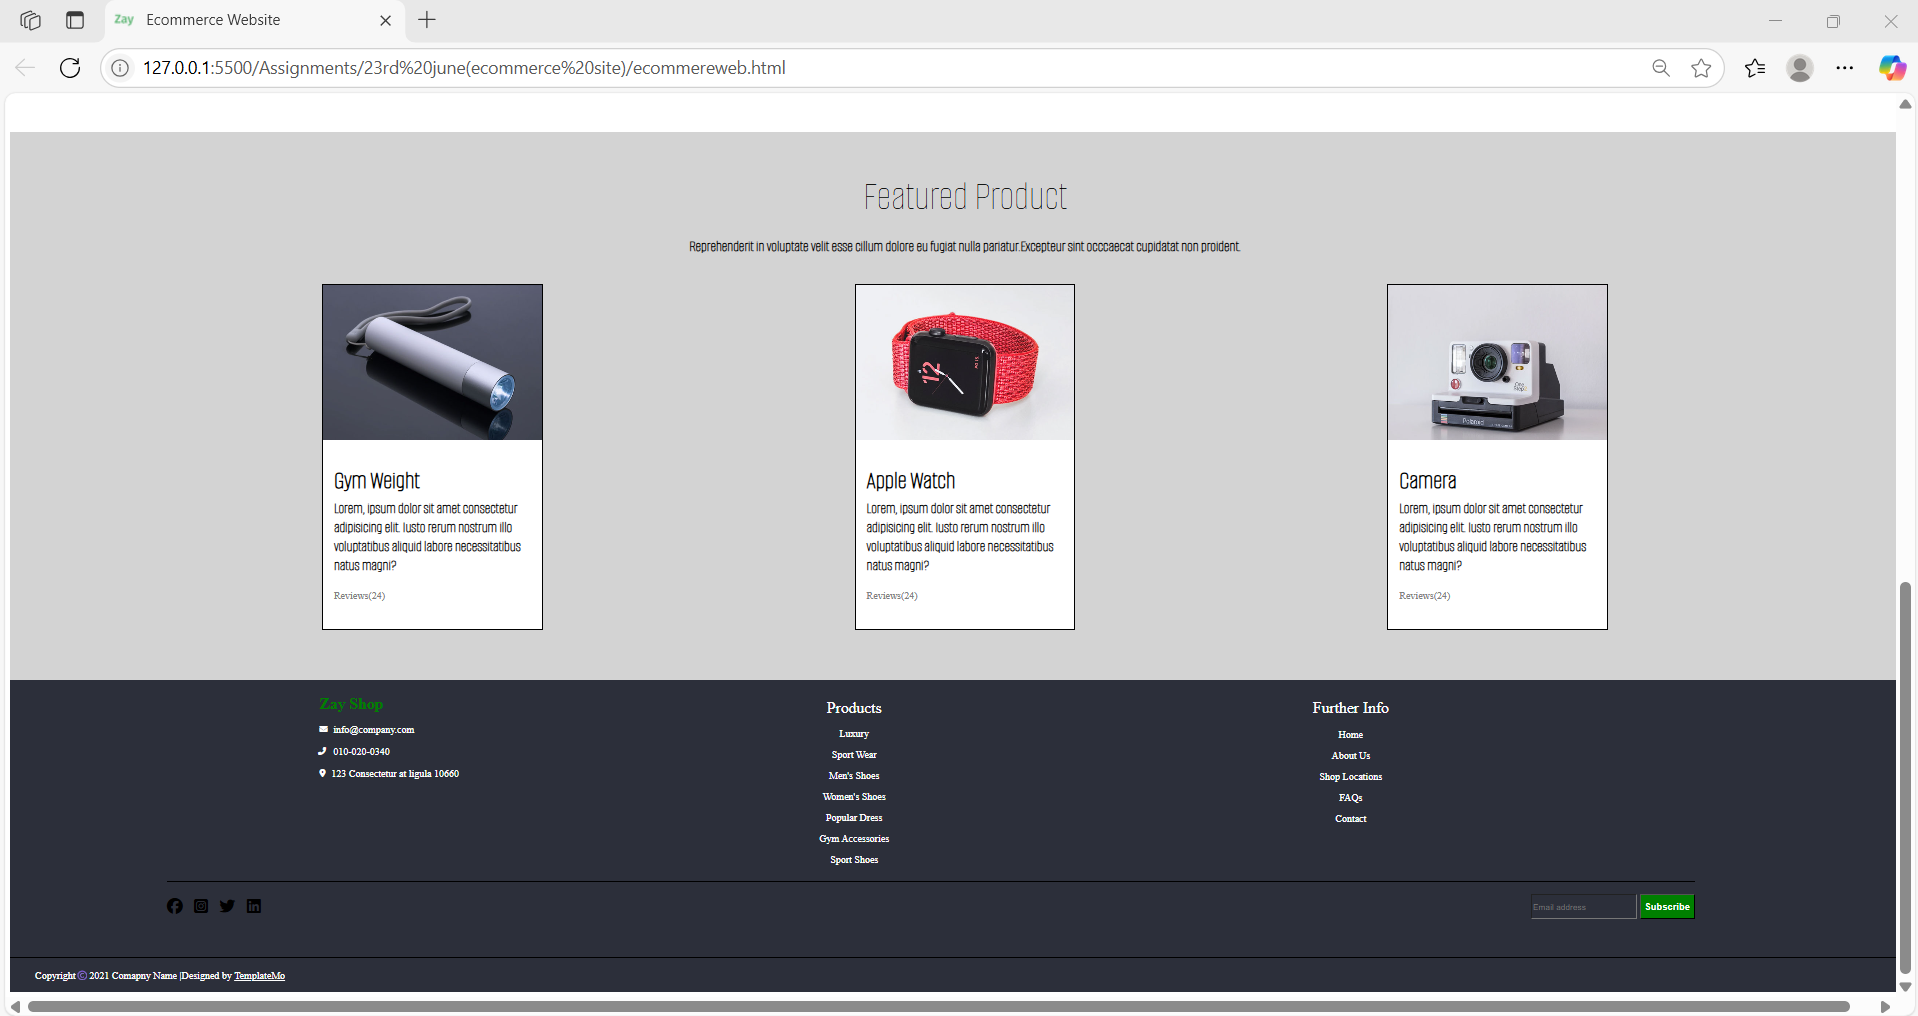 Zay Ecommerce Website
127.0.0.1:5500/Assignments/23rd%20june(ecommerce%20site)/ecommereweb.html
Featured Product
Reprehenderit in voluptate velit esse cillum dolore eu fugiat nulla pariatur.Excepteur sint occcaecat cupidatat non proident.
12
One Step
Polaroid
Gym Weight
Lorem, ipsum dolor sit amet consectetur
adipisicing elit. Iusto rerum nostrum illo
voluptatibus aliquid labore necessitatibus
natus magni?
Reviews(24)
Apple Watch
Lorem, ipsum dolor sit amet consectetur
adipisicing elit. Iusto rerum nostrum illo
voluptatibus aliquid labore necessitatibus
natus magni?
Reviews(24)
Camera
Lorem, ipsum dolor sit amet consectetur
adipisicing elit. Iusto rerum nostrum illo
voluptatibus aliquid labore necessitatibus
natus magni?
Reviews(24)
Zay Shop
info@company.com
010-020-0340
123 Consectetur at ligula 10660
Products
Luxury
Sport Wear
Men's Shoes
Women's Shoes
Popular Dress
Gym Accessories
Sport Shoes
Further Info
Home
About Us
Shop Locations
FAQs
Contact
Email address
Subscribe
Copyright © 2021 Comapny Name |Designed by TemplateMo